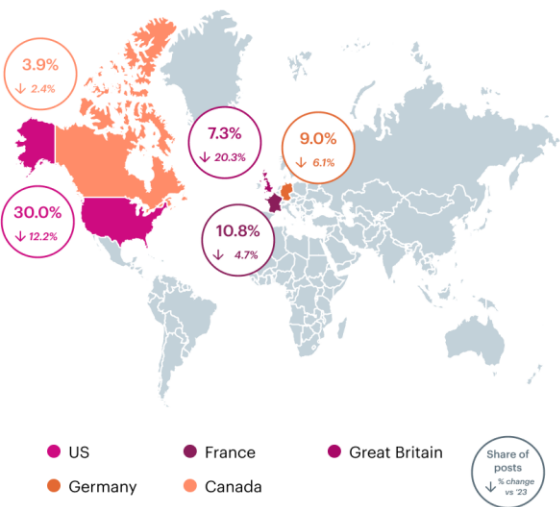 3.9%
↓ 2.4%
7.3%
↓ 20.3%
9.0%
↓ 6.1%
30.0%
↓ 12.2%
10.8%
↓ 4.7%
US
France
Great Britain
Germany
Canada
Share of
posts
↓ % change
vs '23